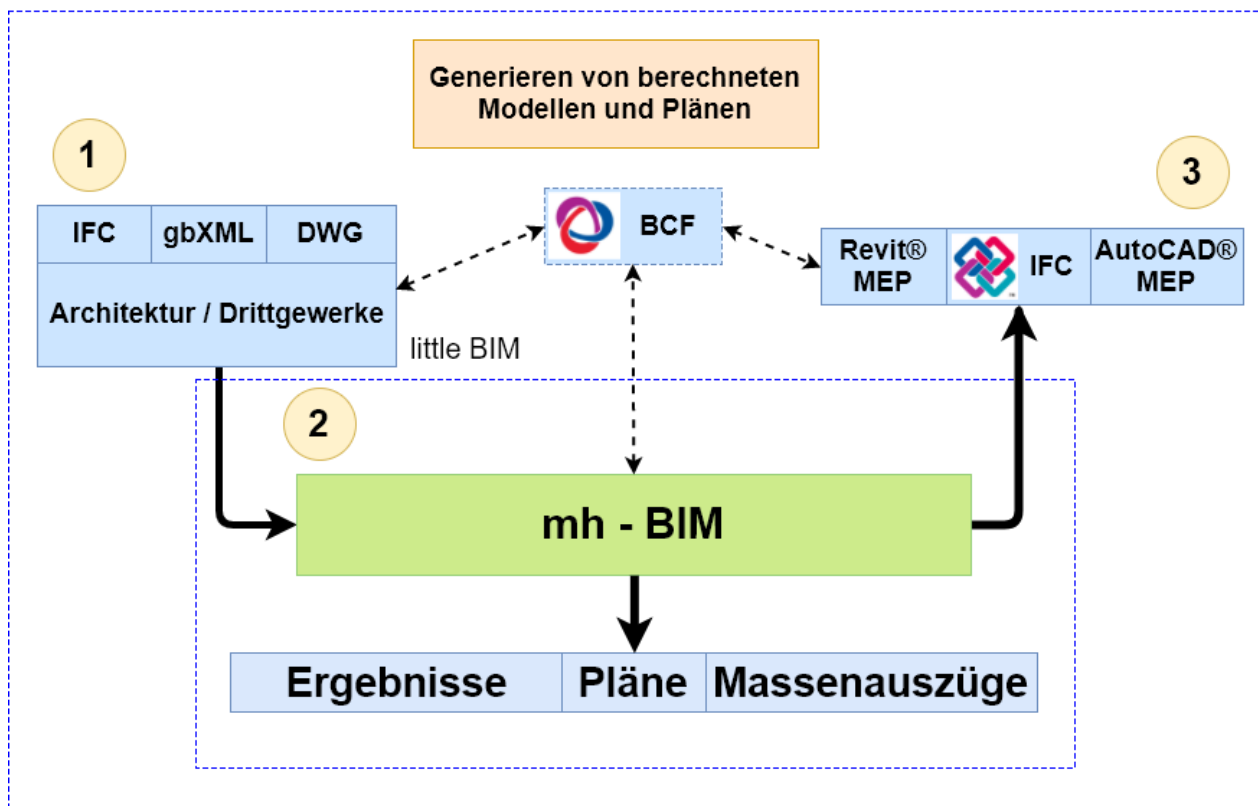 Generieren von berechneten
Modellen und Plänen
1
3
IFC
gbXML
DWG
Architektur / Drittgewerke
BCF
Revit®
MEP
IFC
AutoCAD®
MEP
little BIM
2
mh - BIM
Ergebnisse
Pläne
Massenauszüge